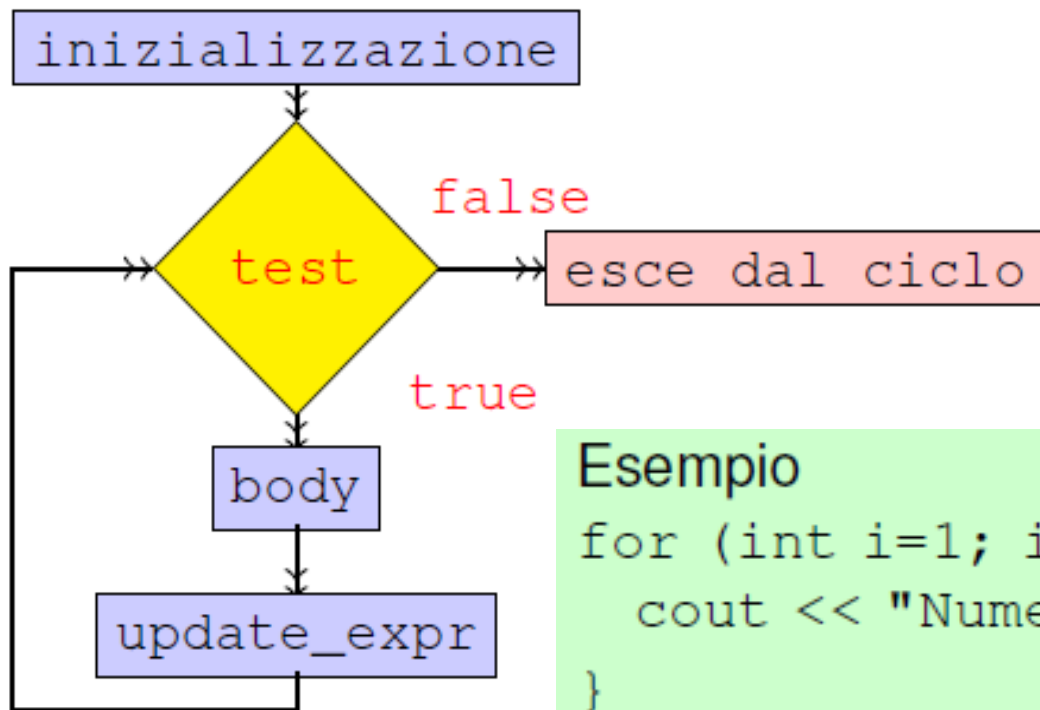 inizializzazione
false
test
esce dal ciclo
true
body
update_expr
Esempio
for (int i=1; i
cout << "Nume
}